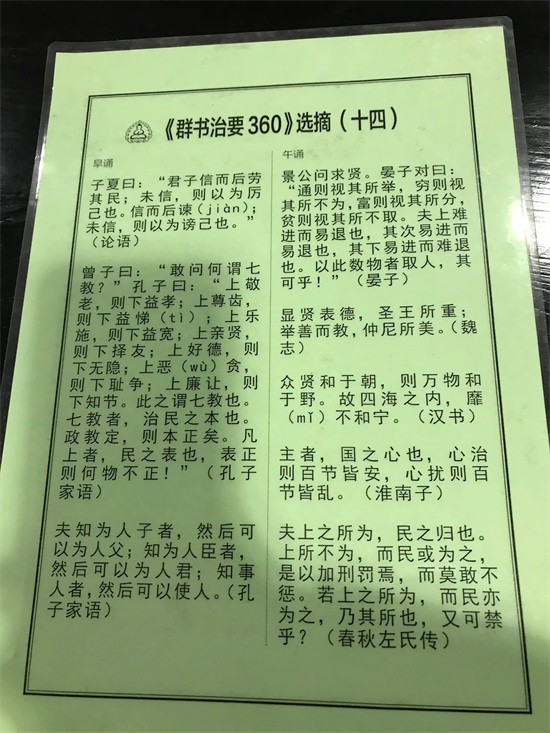 《群书治要360》选摘（十四）
早诵
子夏曰：“君子信而后劳
其民；未信，则以为厉
己也。信而后谏（jiàn）；
未信，则以为谤己也。”
（论语）
曾子曰：“敢问何谓七
教？”孔子曰：“上敬
老，则下益孝；上尊齿，
则下益悌（tì）；上乐
施，则下益宽；上亲贤，
则下择友；上好德，则
下无隐；上恶（wù）贪，
则下耻争；上廉让，则
下知节。此之谓七教也。
七教者，治民之本也。
政教定，则本正矣。凡
上者，民之表也，表正
则何物不正！”（孔子
家语）
夫知为人子者，然后可
以为人父；知为人臣者，
然后可以为人君；知事
人者，然后可以使人。（孔
子家语）
午诵
景公问求贤。晏子对曰：
“通则视其所举，穷则视
其所不为，富则视其所分，
贫则视其所不取。夫上难
进而易退也，其次易进而
易退也，其下易进而难退
也。以此数物者取人，其
可乎！”（晏子）
显贤表德，圣王所重；
举善而教，仲尼所美。（魏
志）
众贤和于朝，则万物和
于野。故四海之内，靡
（mǐ）不和宁。（汉书）
主者，国之心也，心治
则百节皆安，心扰则百
节皆乱。（淮南子）
夫上之所为，民之归也。
上所不为，而民或为之，
是以加刑罚焉，而莫敢不
惩。若上之所为，而民亦
为之，乃其所也，又可禁
乎？（春秋左氏传）